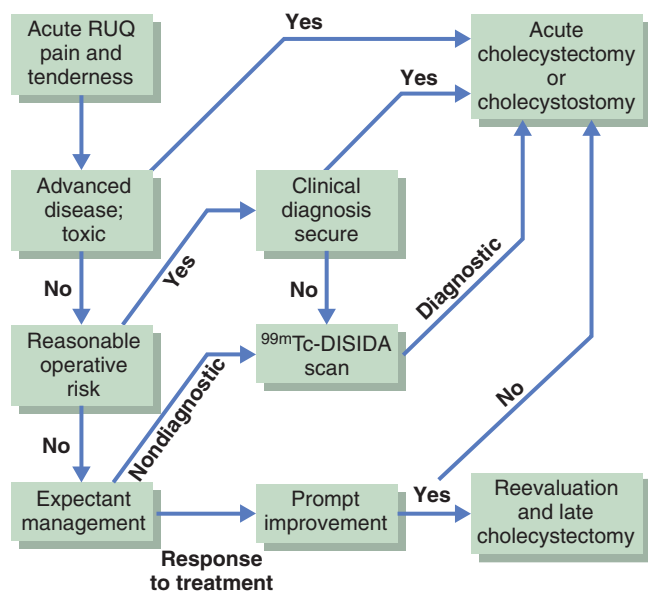 Acute RUQ
pain and
tenderness
Yes
Acute
cholecystectomy
or
cholecystostomy
Yes
Advanced
disease;
toxic
Clinical
diagnosis
secure
No
Yes
No
Diagnostic
Reasonable
operative
risk
99mTc-DISIDA
scan
No
Nondiagnostic
No
Expectant
management
Prompt
improvement
Yes
Reevaluation
and late
cholecystectomy
Response
to treatment